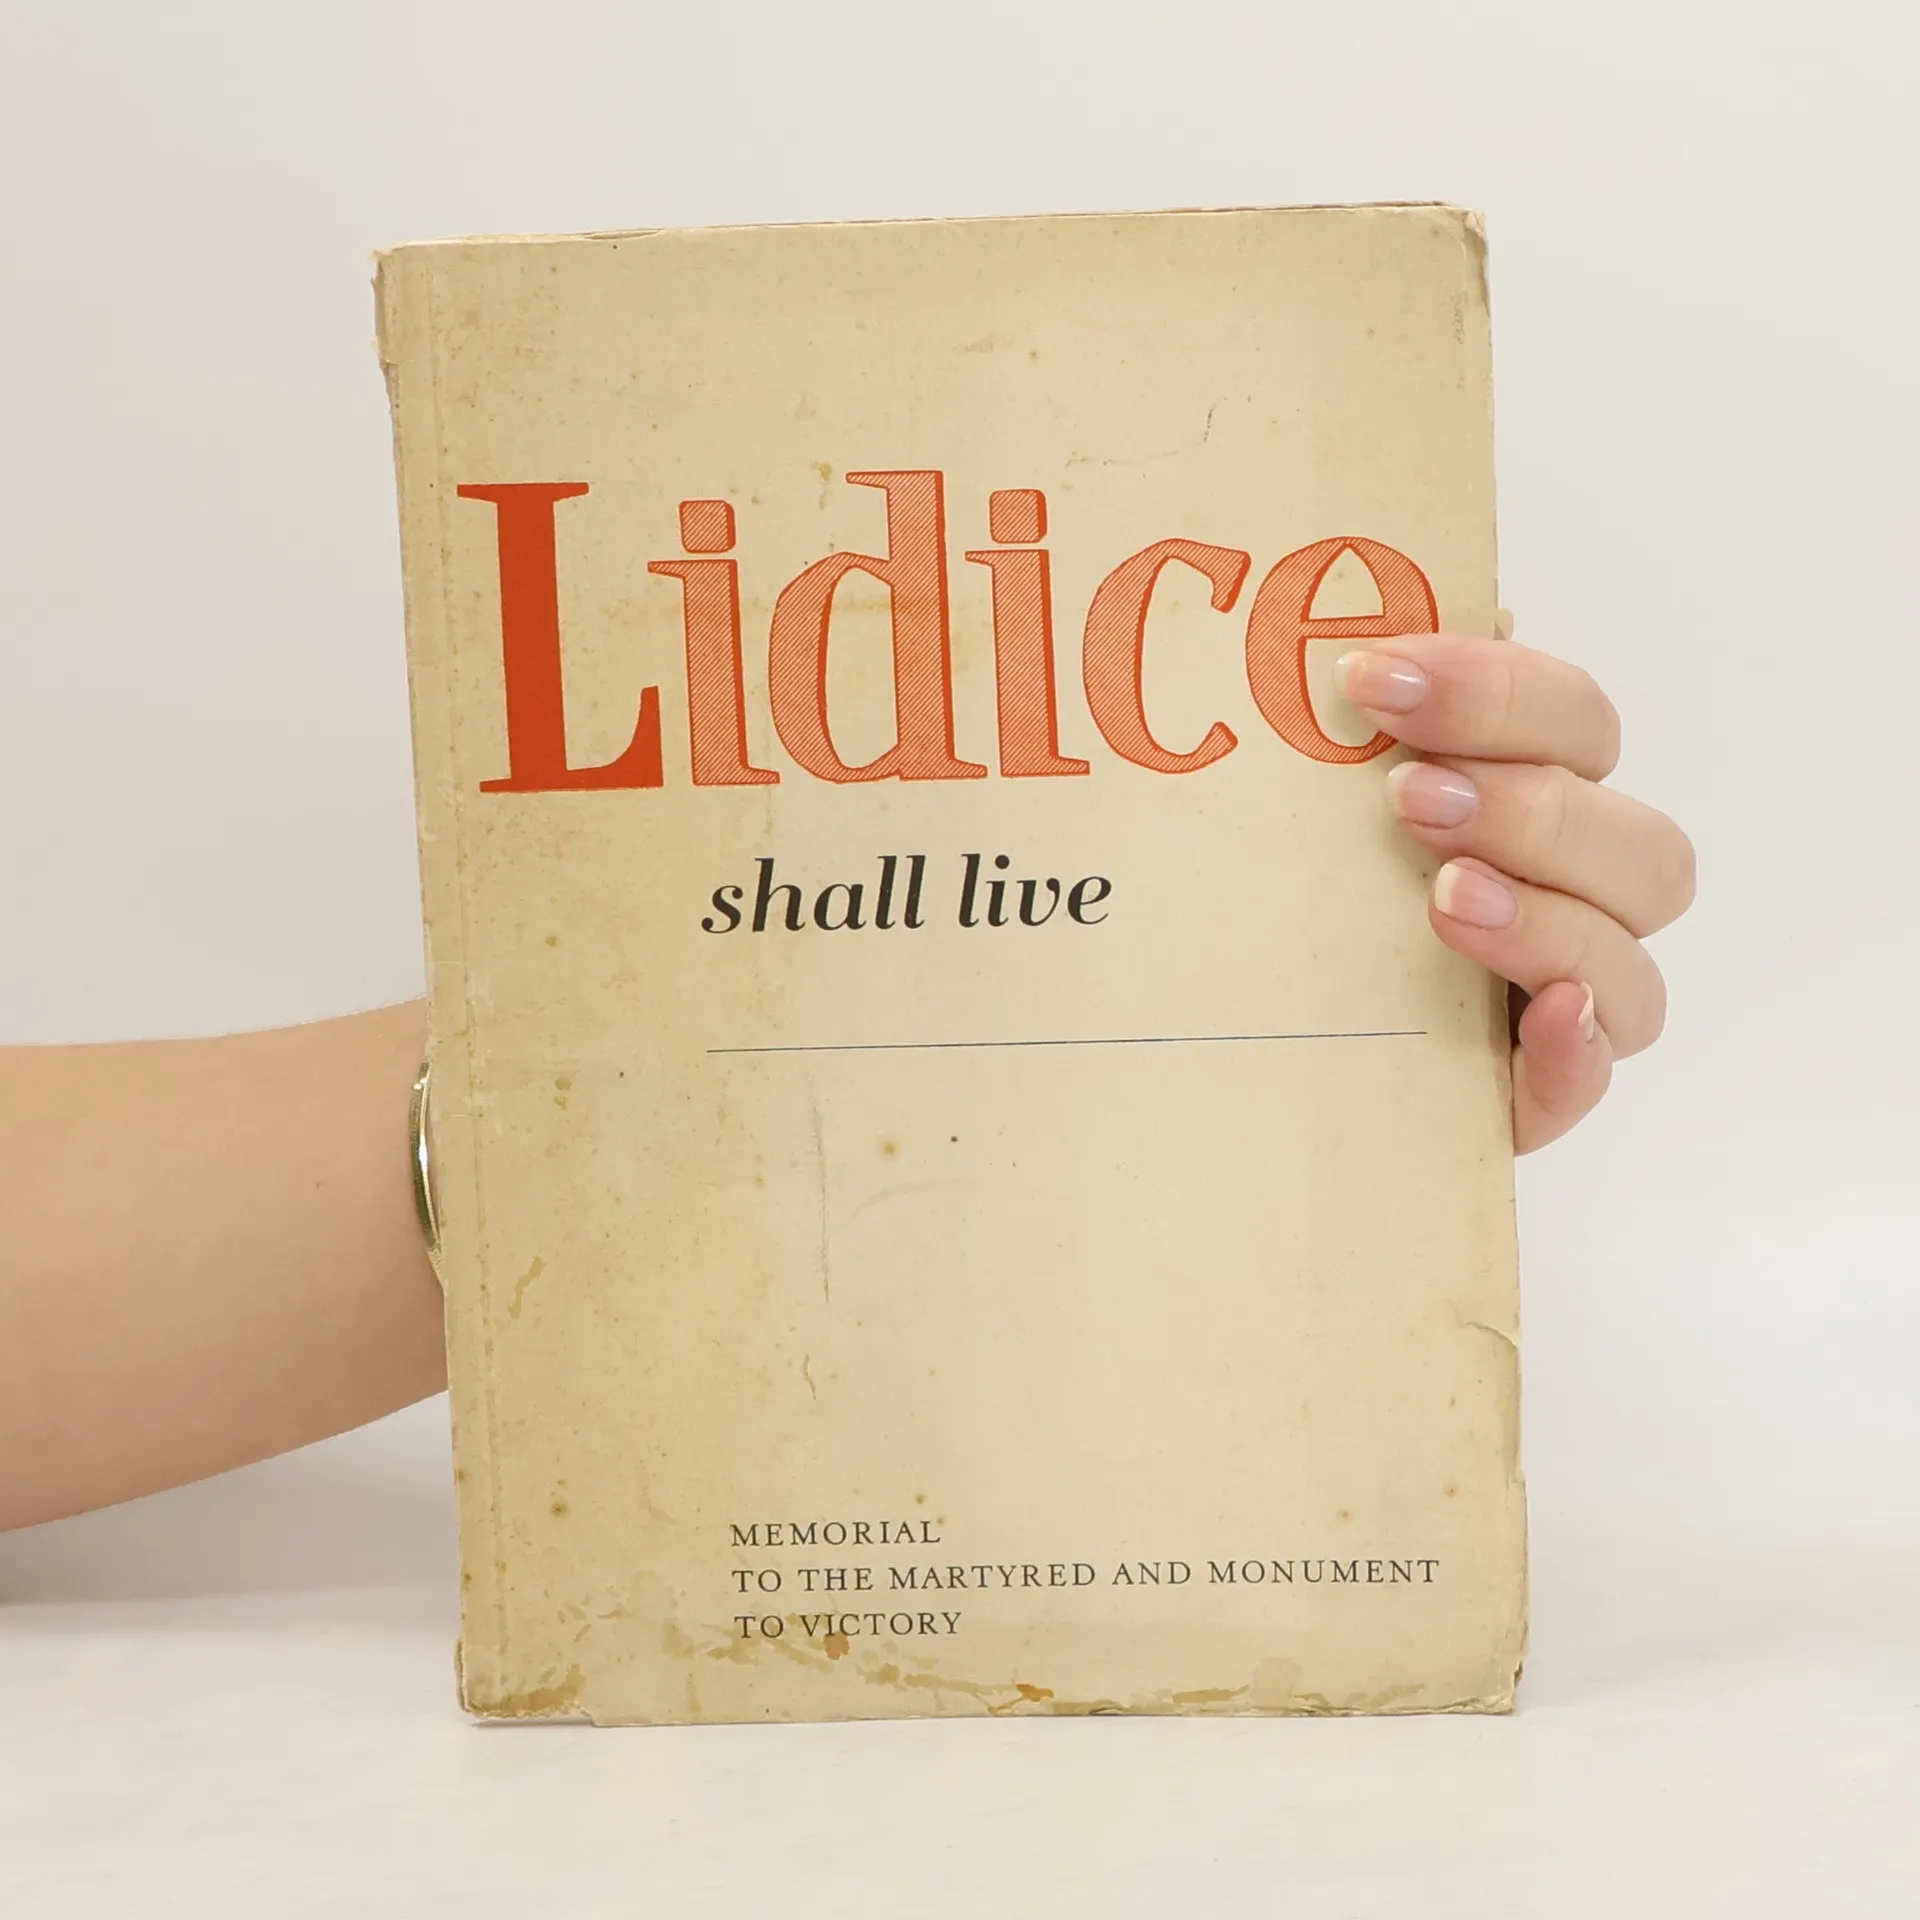 Lidice
shall live
MEMORIAL
TO THE MARTYRED AND MONUMENT
TO VICTORY